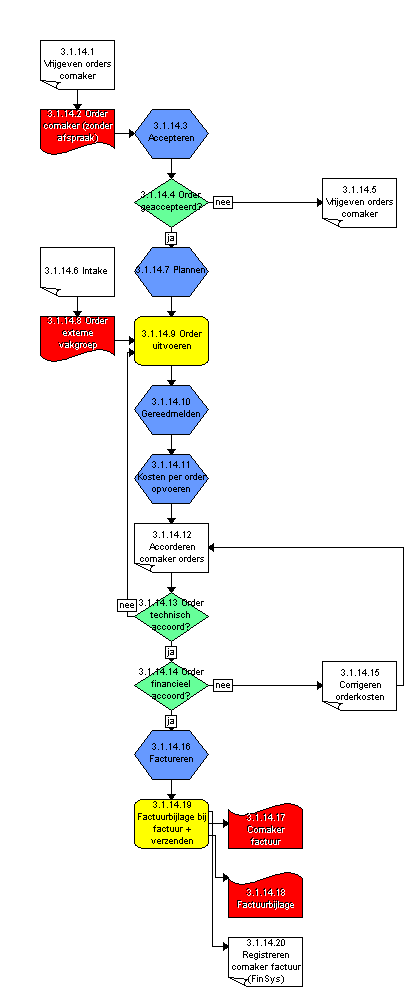 3.1.14.1
Vrijgeven orders
comaker
3.1.14.2 Order
comaker (zonder
afspraak)
3.1.14.3
Accepteren
3.1.14.4 Order
geaccepteerd?
nee
3.1.14.5
Vrijgeven orders
comaker
ja
3.1.14.6 Intake
3.1.14.7 Plannen
3.1.14.8 Order
externe
vakgroep
3.1.14.9 Order
uitvoeren
3.1.14.10
Gereedmelden
3.1.14.11
Kosten per order
opvoeren
3.1.14.12
Accorderen
comaker orders
nee
3.1.14.13 Order
technisch
accoord?
ja
3.1.14.14 Order
financieel
accoord?
nee
3.1.14.15
Corrigeren
orderkosten
ja
3.1.14.16
Factureren
3.1.14.19
Factuurbijlage bij
factuur +
verzenden
3.1.14.17
Comaker
factuur
3.1.14.18
Factuurbijlage
3.1.14.20
Registreren
comaker factuur
(FinSys)